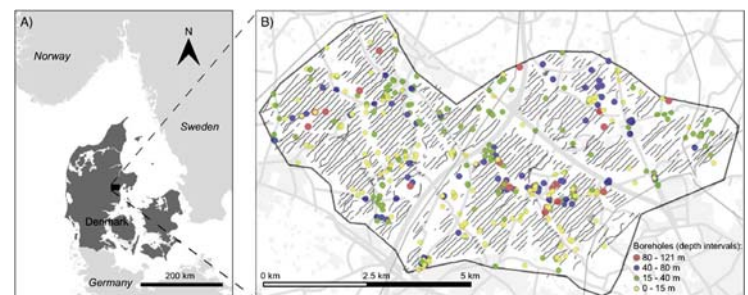 A)
N
Norway
Sweden
Denmark
Germany
200 km
B)
Boreholes (depth intervals):
80 - 121 m
40 - 80 m
15 - 40 m
0 - 15 m
0 km
2.5 km
5 km